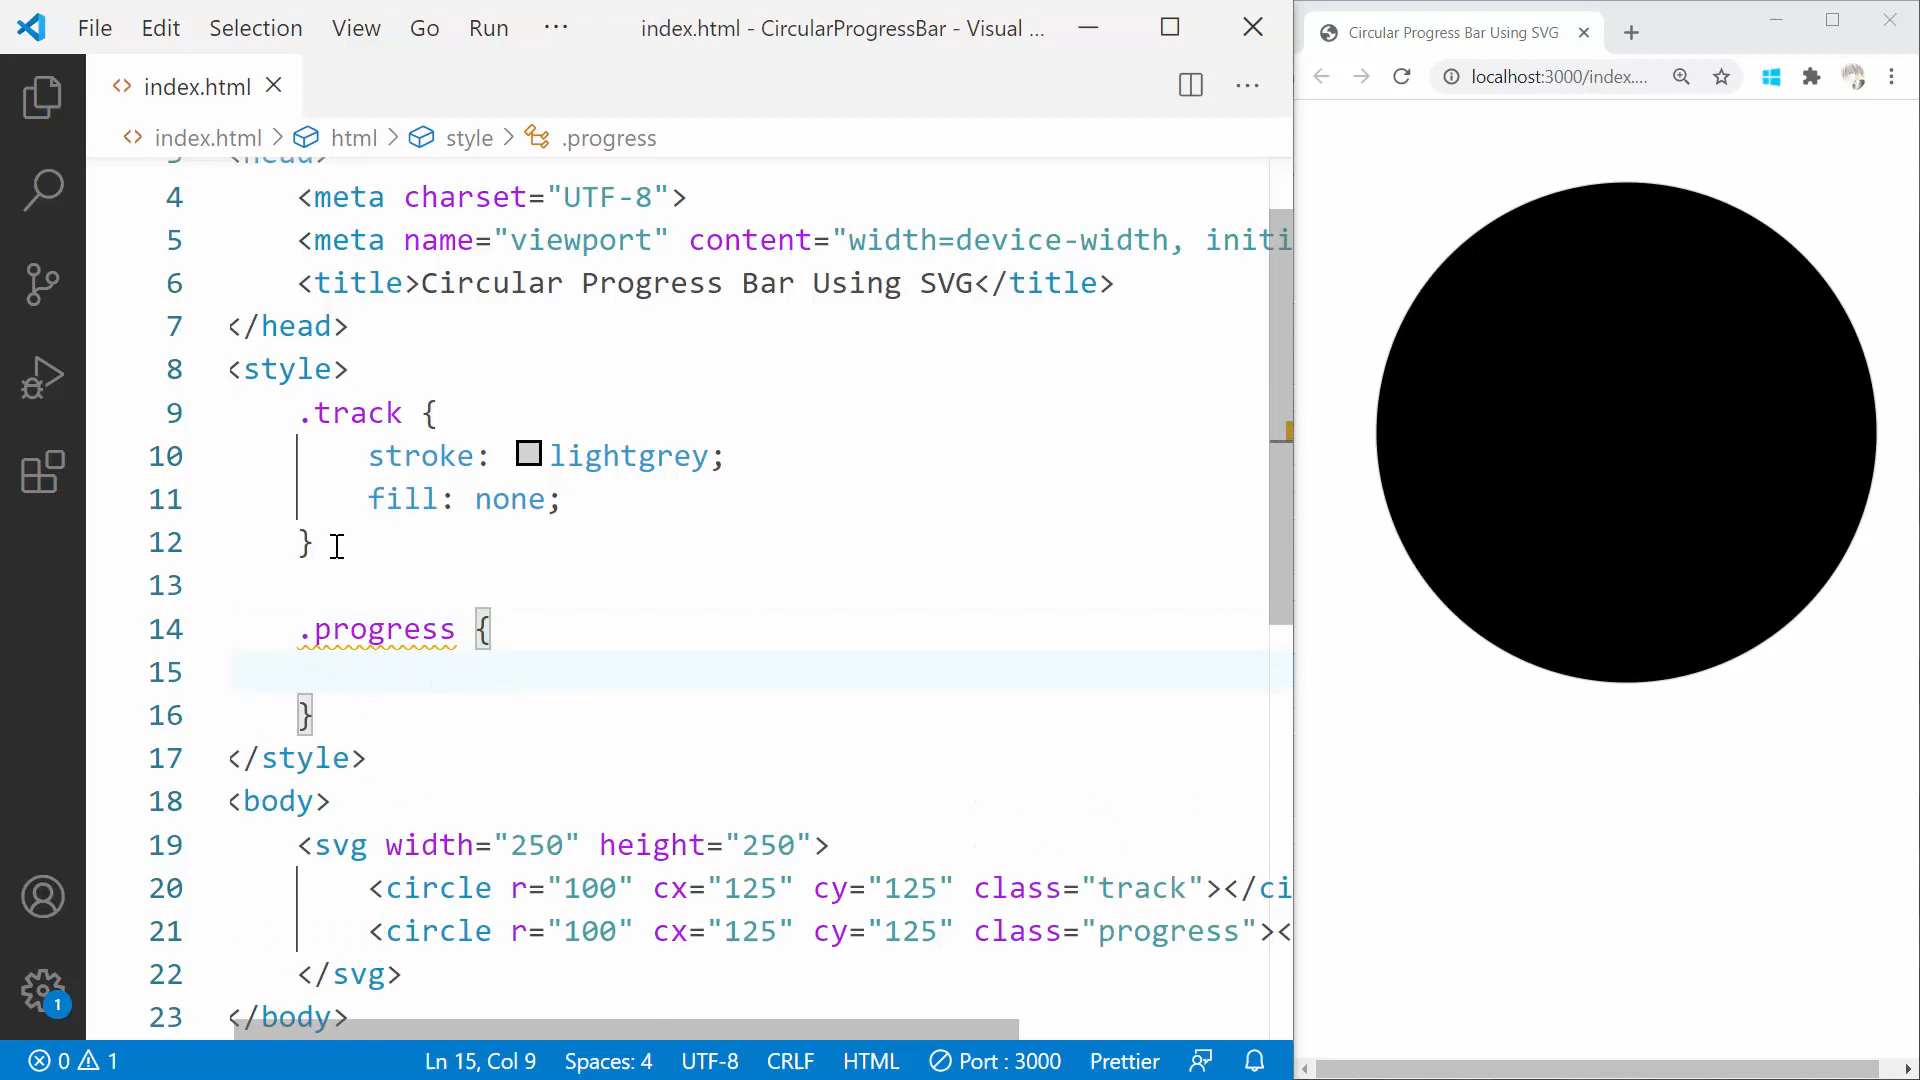 File Edit Selection View Go Run ··· index.html - CircularProgressBar - Visual ...
index.html
index.html > html > style > .progress
3 <head>
4 <meta charset="UTF-8">
5 <meta name="viewport" content="width=device-width, initi
6 <title>Circular Progress Bar Using SVG</title>
7 </head>
8 <style>
9 .track {
10 stroke: lightgrey;
11 fill: none;
12 }
13
14 .progress {
15
16 }
17 </style>
18 <body>
19 <svg width="250" height="250">
20 <circle r="100" cx="125" cy="125" class="track"></ci
21 <circle r="100" cx="125" cy="125" class="progress"><
22 </svg>
23 </body>
1
0 1 Ln 15, Col 9 Spaces: 4 UTF-8 CRLF HTML Port : 3000 Prettier
Circular Progress Bar Using SVG
localhost:3000/index....